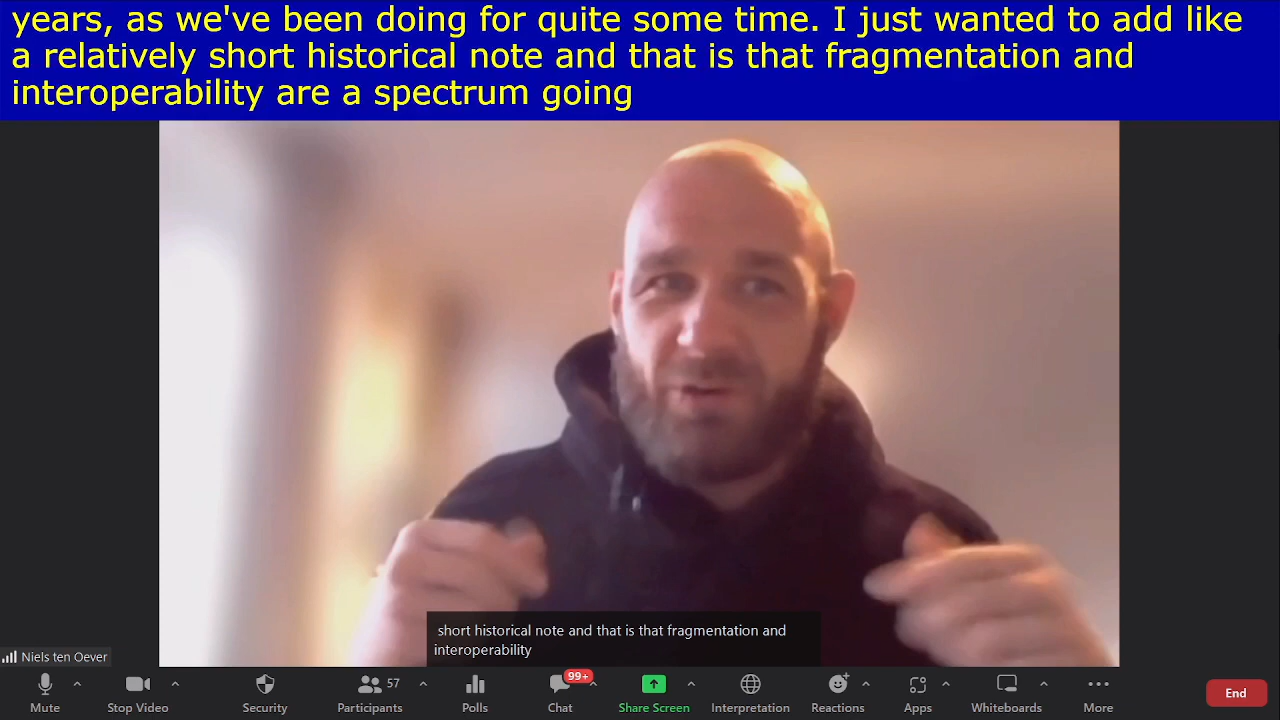 years, as we've been doing for quite some time. I just wanted to add like
a relatively short historical note and that is that fragmentation and
interoperability are a spectrum going
short historical note and that is that fragmentation and
interoperability
Niels ten Oever
57
99+
Mute
Stop Video
Security
Participants
Polls
Chat
Share Screen
Interpretation
Reactions
Apps
Whiteboards
More
End